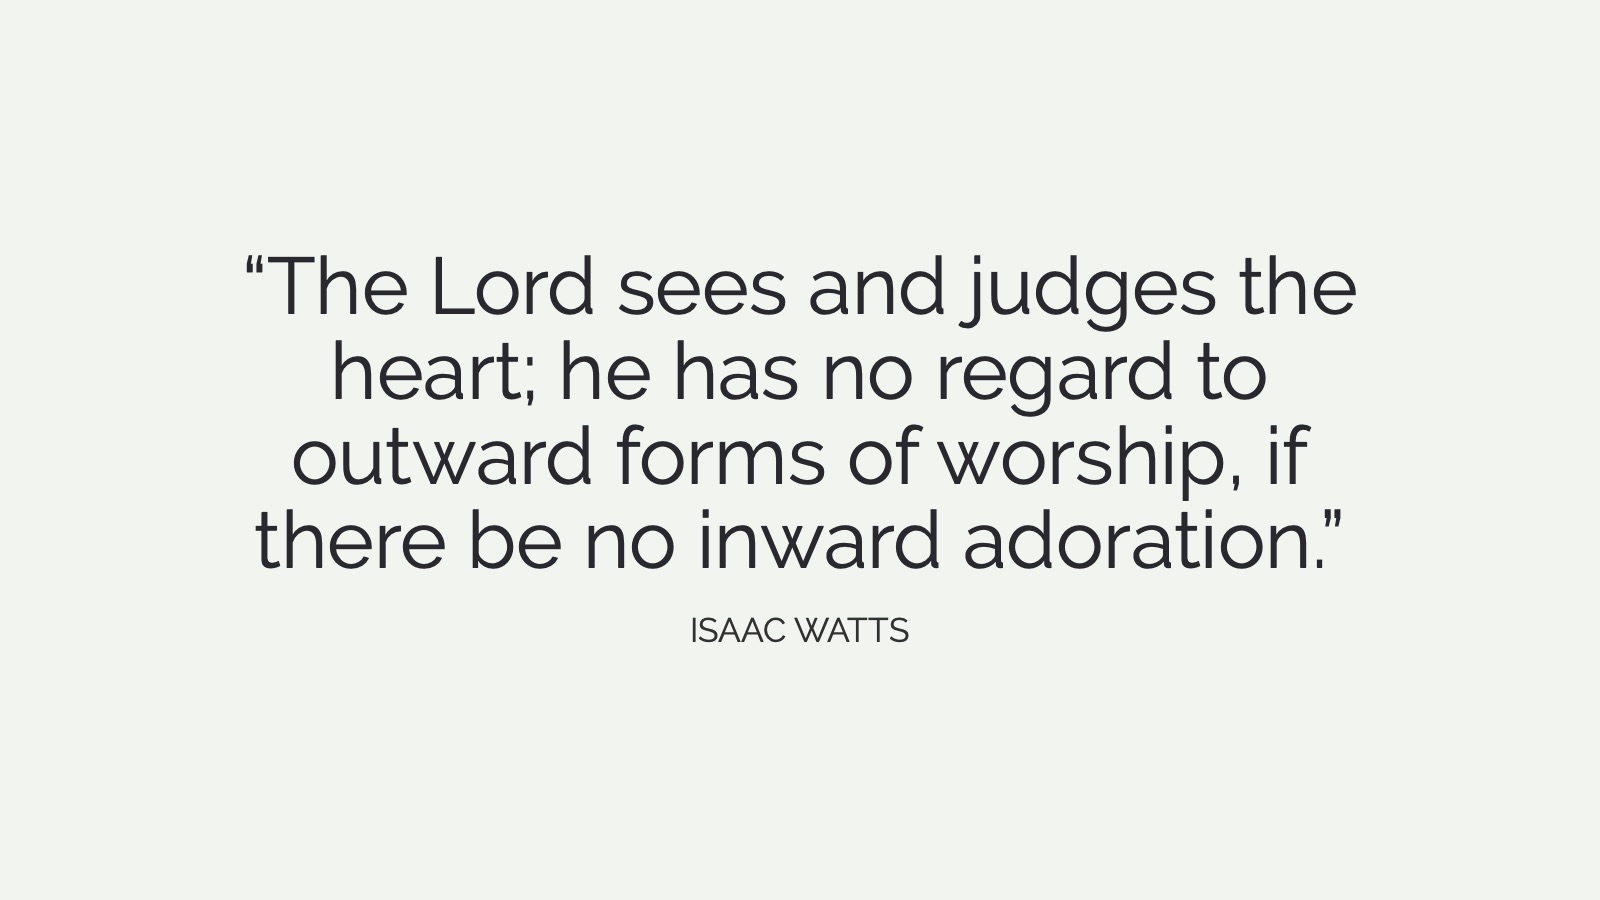 “The Lord sees and judges the
heart; he has no regard to
outward forms of worship, if
there be no inward adoration.”
ISAAC WATTS